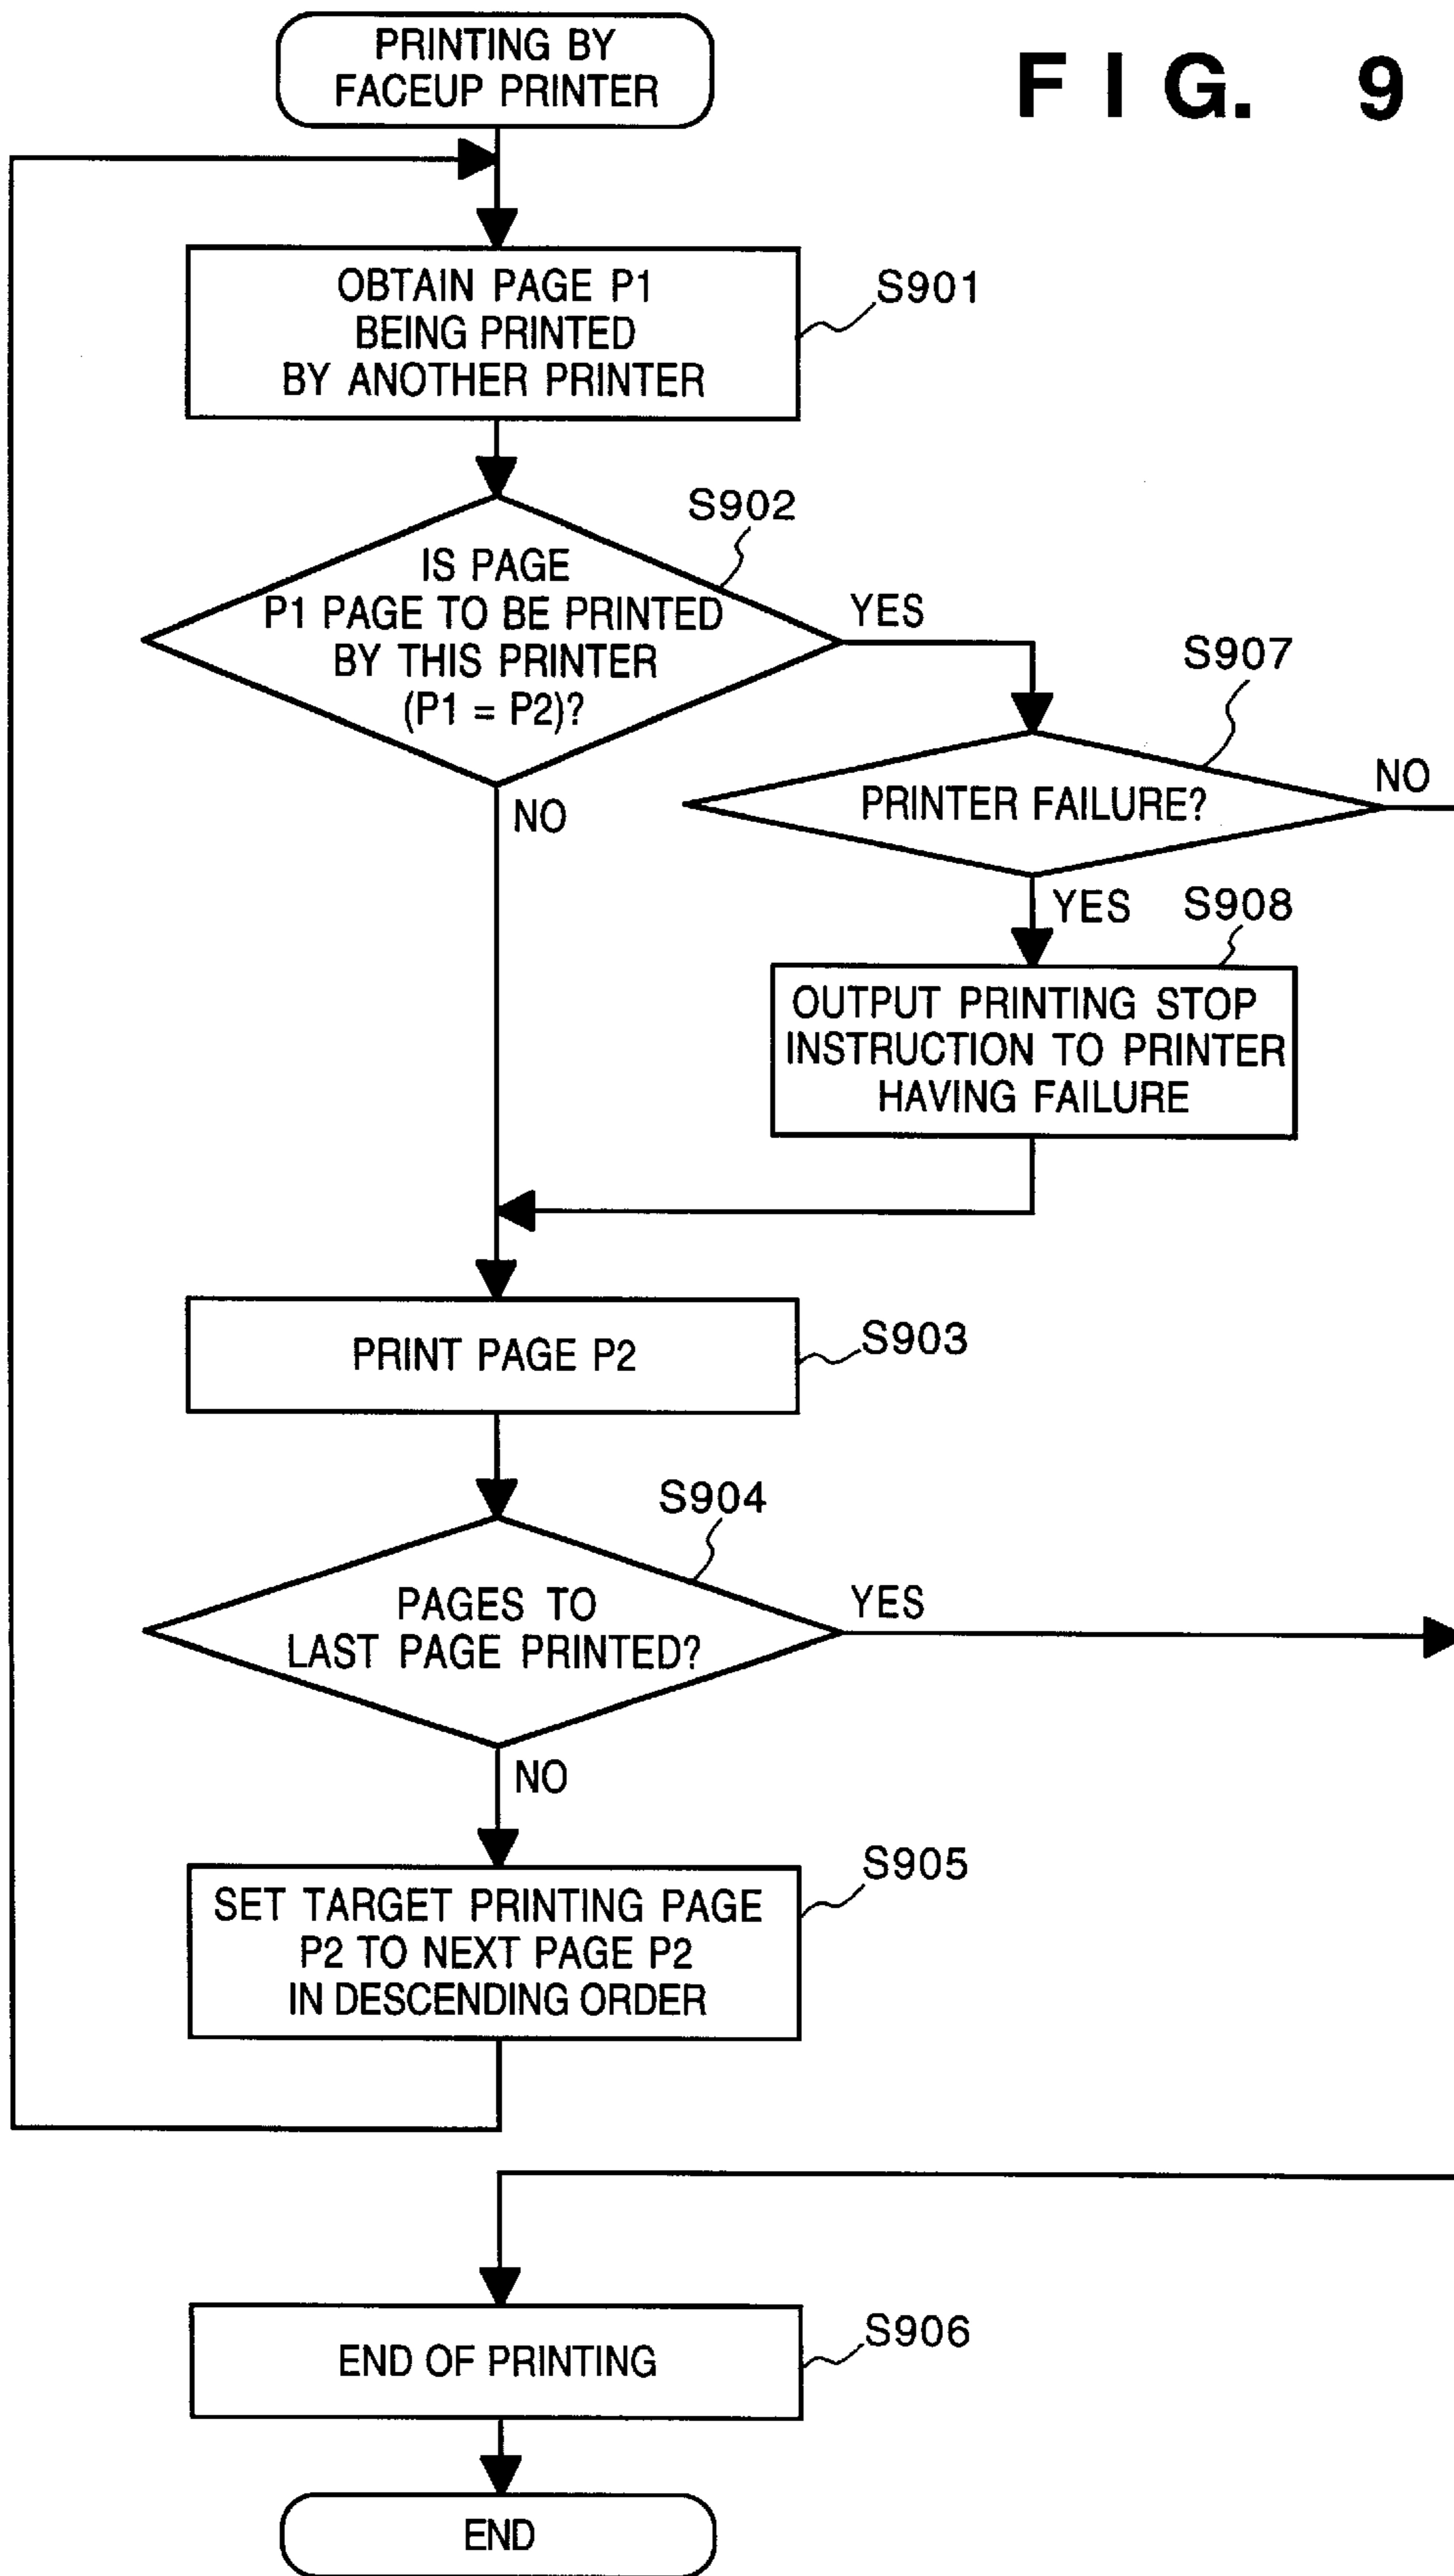 PRINTING BY
FACEUP PRINTER
F I G. 9
OBTAIN PAGE P1
BEING PRINTED
BY ANOTHER PRINTER
S901
S902
IS PAGE
P1 PAGE TO BE PRINTED
BY THIS PRINTER
(P1 = P2)?
YES
NO
S907
PRINTER FAILURE?
NO
YES
S908
OUTPUT PRINTING STOP
INSTRUCTION TO PRINTER
HAVING FAILURE
PRINT PAGE P2
S903
S904
PAGES TO
LAST PAGE PRINTED?
YES
NO
S905
SET TARGET PRINTING PAGE
P2 TO NEXT PAGE P2
IN DESCENDING ORDER
END OF PRINTING
S906
END